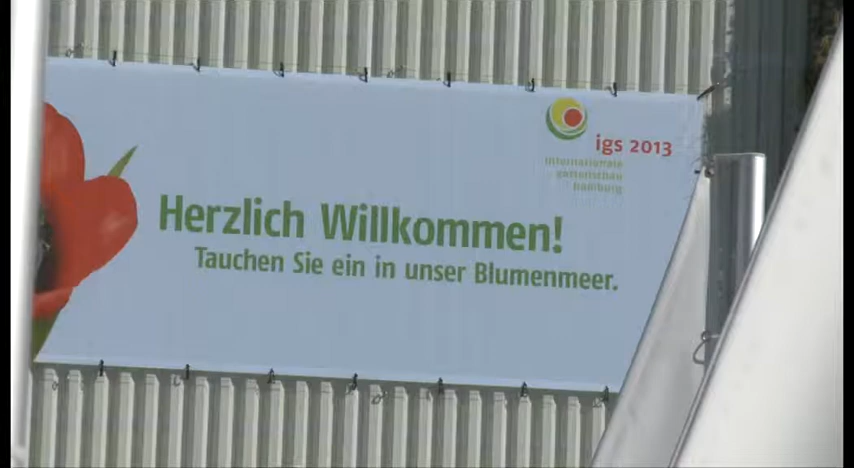 igs 2013
internationale
gartenschau
hamburg
Herzlich Willkommen!
Tauchen Sie ein in unser Blumenmeer.